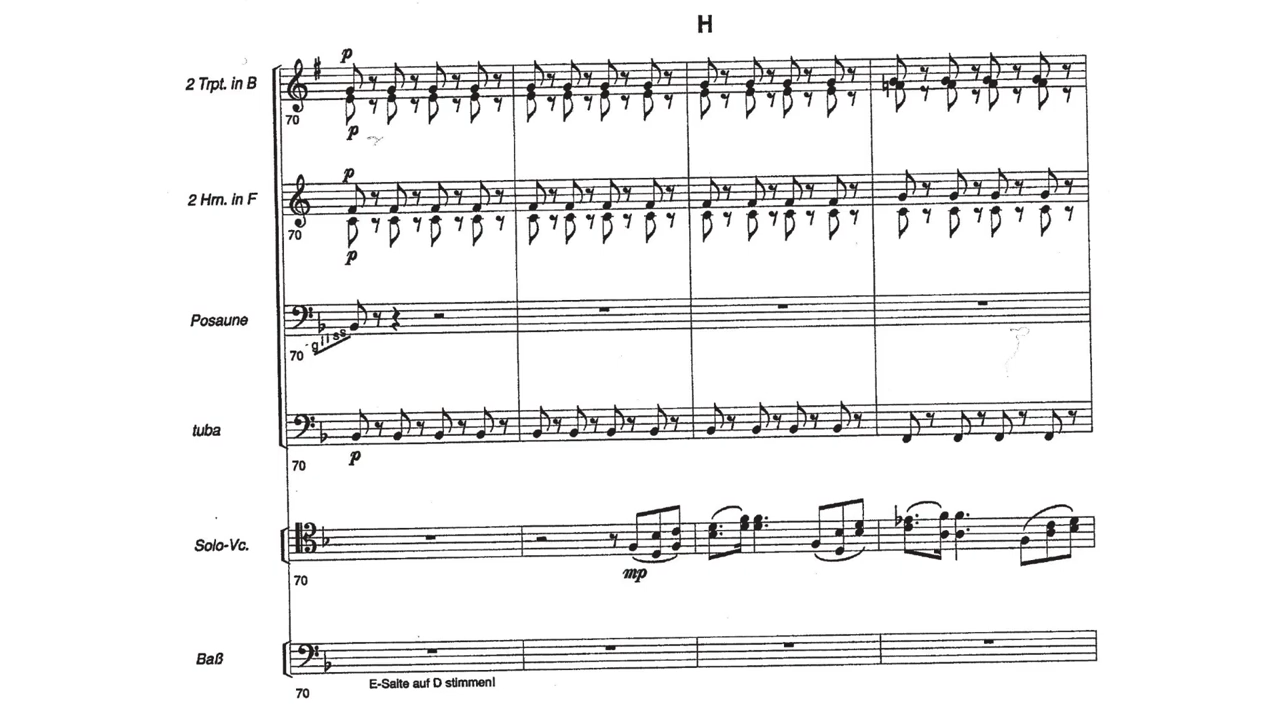 H
p
2 Trpt. in B
70
p
p
2 Hrn. in F
70
p
Posaune
70
gliss
tuba
p
70
Solo-Vc.
mp
70
Baß
E-Saite auf D stimmen!
70